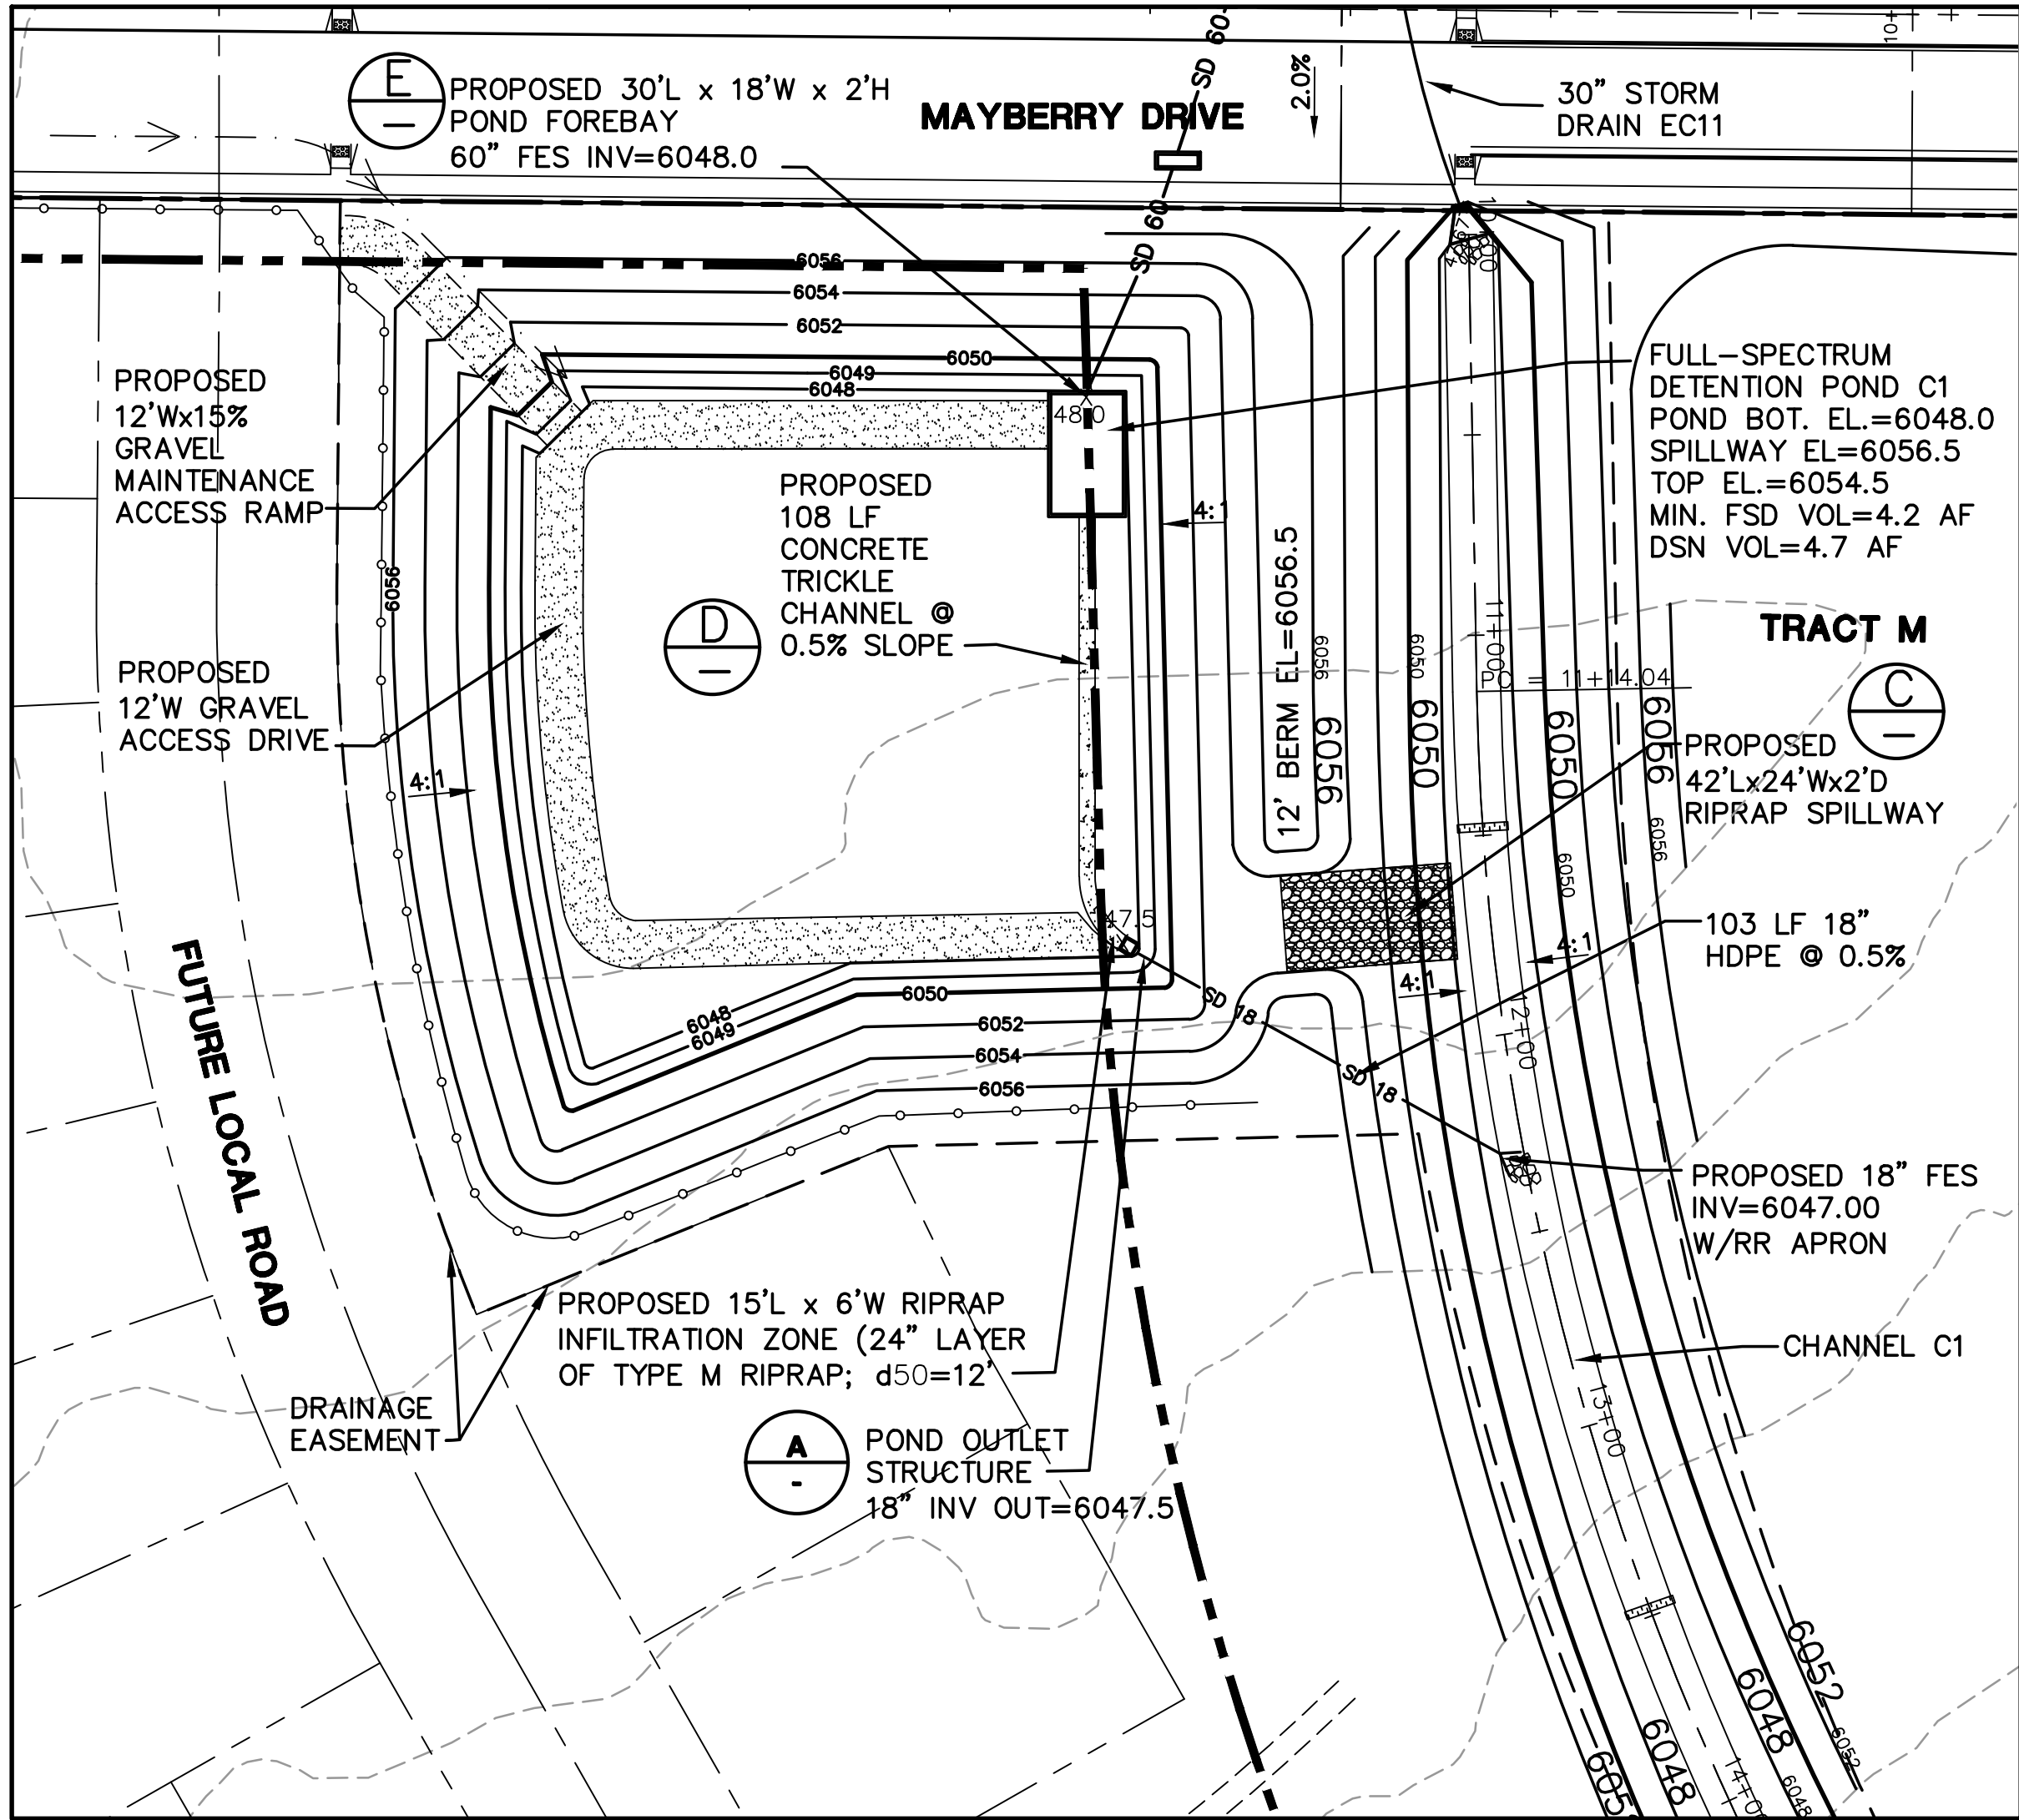 E
—
PROPOSED 30'L x 18'W x 2'H
POND FOREBAY
60" FES INV=6048.0
MAYBERRY DRIVE
SD 60
2.0%
30" STORM
DRAIN EC11
10+
SD 60
SD
6056
6054
6052
6050
6049
6048
48.0
PROPOSED
12'Wx15%
GRAVEL
MAINTENANCE
ACCESS RAMP
FULL-SPECTRUM
DETENTION POND C1
POND BOT. EL.=6048.0
SPILLWAY EL=6056.5
TOP EL.=6054.5
MIN. FSD VOL=4.2 AF
DSN VOL=4.7 AF
PROPOSED
108 LF
CONCRETE
TRICKLE
CHANNEL @
0.5% SLOPE
D
—
4:1
6056
12' BERM EL=6056.5
6056
6056
6050
6050
11+00
PC = 11+14.04
6050
6050
6056
6056
TRACT M
C
—
PROPOSED
12'W GRAVEL
ACCESS DRIVE
4:1
PROPOSED
42'Lx24'Wx2'D
RIPRAP SPILLWAY
103 LF 18"
HDPE @ 0.5%
47.5
4:1
4:1
12+00
SD 18
SD 18
6048
6049
6050
6052
6054
6056
FUTURE LOCAL ROAD
PROPOSED 18" FES
INV=6047.00
W/RR APRON
PROPOSED 15'L x 6'W RIPRAP
INFILTRATION ZONE (24" LAYER
OF TYPE M RIPRAP; d50=12'
CHANNEL C1
DRAINAGE
EASEMENT
A
-
POND OUTLET
STRUCTURE
18" INV OUT=6047.5
13+00
6052
6052
6048
6048
6048
14+00